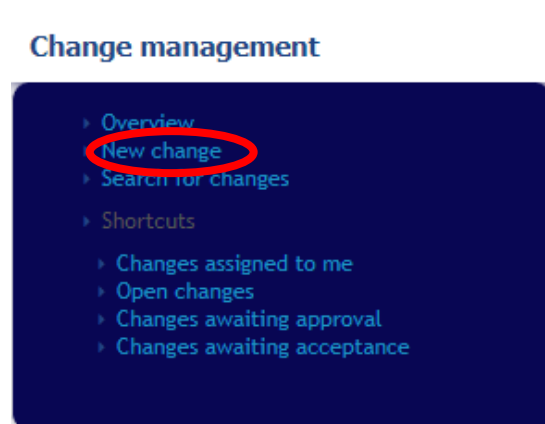 Change management
Overview
New change
Search for changes
Shortcuts
Changes assigned to me
Open changes
Changes awaiting approval
Changes awaiting acceptance